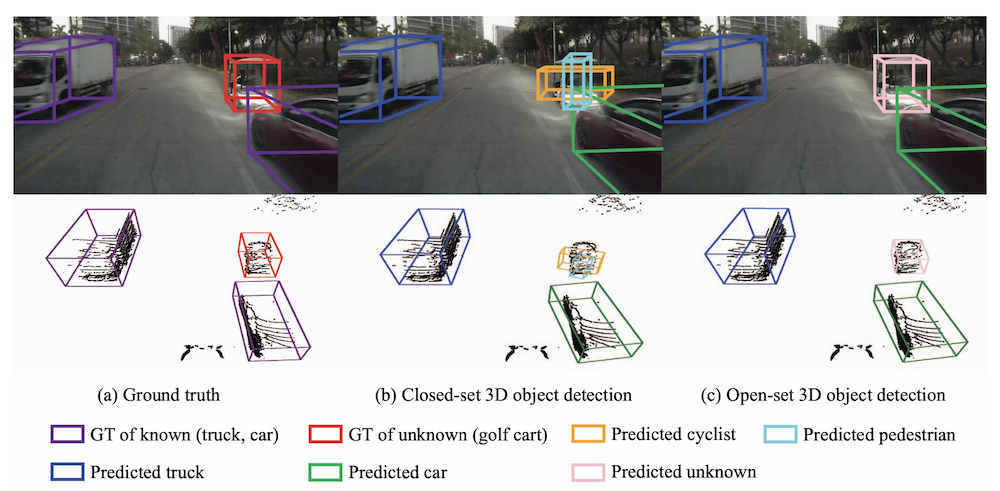 (a) Ground truth
(b) Closed-set 3D object detection
(c) Open-set 3D object detection
GT of known (truck, car)
GT of unknown (golf cart)
Predicted cyclist
Predicted pedestrian
Predicted truck
Predicted car
Predicted unknown